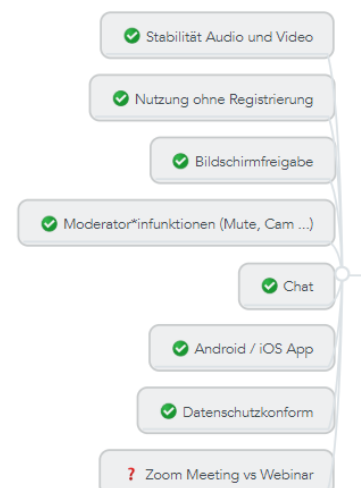 Stabilität Audio und Video
Nutzung ohne Registrierung
Bildschirmfreigabe
Moderator*infunktionen (Mute, Cam ...)
Chat
Android / iOS App
Datenschutzkonform
? Zoom Meeting vs Webinar